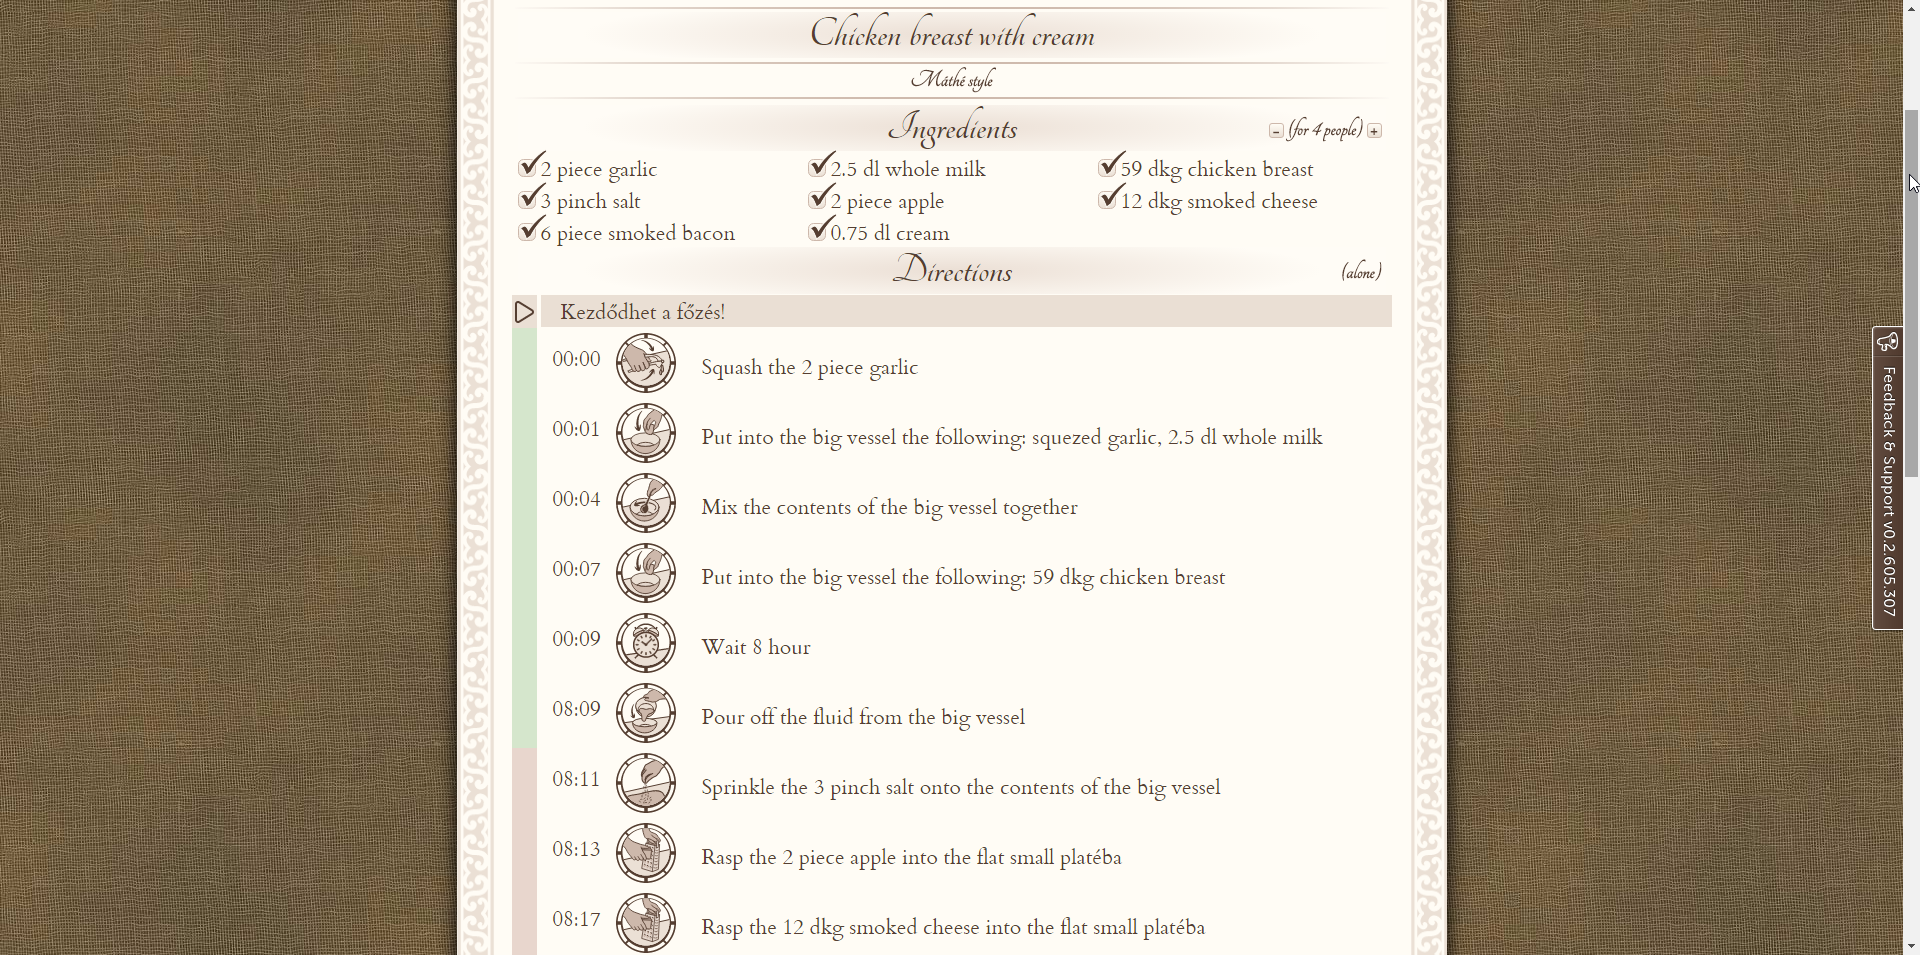 Chicken breast with cream
Máthé style
Ingredients
- (for 4 people) +
2 piece garlic
2.5 dl whole milk
59 dkg chicken breast
3 pinch salt
2 piece apple
12 dkg smoked cheese
6 piece smoked bacon
0.75 dl cream
Directions
(alone)
Kezdődhet a főzés!
00:00 Squash the 2 piece garlic
00:01 Put into the big vessel the following: squezed garlic, 2.5 dl whole milk
00:04 Mix the contents of the big vessel together
00:07 Put into the big vessel the following: 59 dkg chicken breast
00:09 Wait 8 hour
08:09 Pour off the fluid from the big vessel
08:11 Sprinkle the 3 pinch salt onto the contents of the big vessel
08:13 Rasp the 2 piece apple into the flat small platéba
08:17 Rasp the 12 dkg smoked cheese into the flat small platéba
Feedback & Support v0.2.605.307